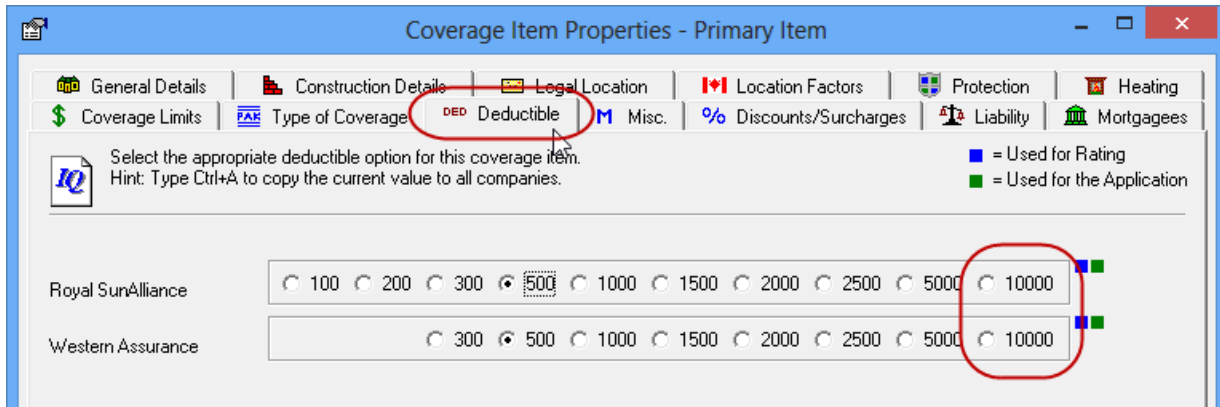 Coverage Item Properties - Primary Item
General Details Construction Details Legal Location Location Factors Protection Heating
$ Coverage Limits PAK Type of Coverage DED Deductible M Misc. % Discounts/Surcharges Liability Mortgagees
IQ
Select the appropriate deductible option for this coverage item.
Hint: Type Ctrl+A to copy the current value to all companies.
= Used for Rating
= Used for the Application
Royal SunAlliance 100 200 300 500 1000 1500 2000 2500 5000 10000
Western Assurance 300 500 1000 1500 2000 2500 5000 10000